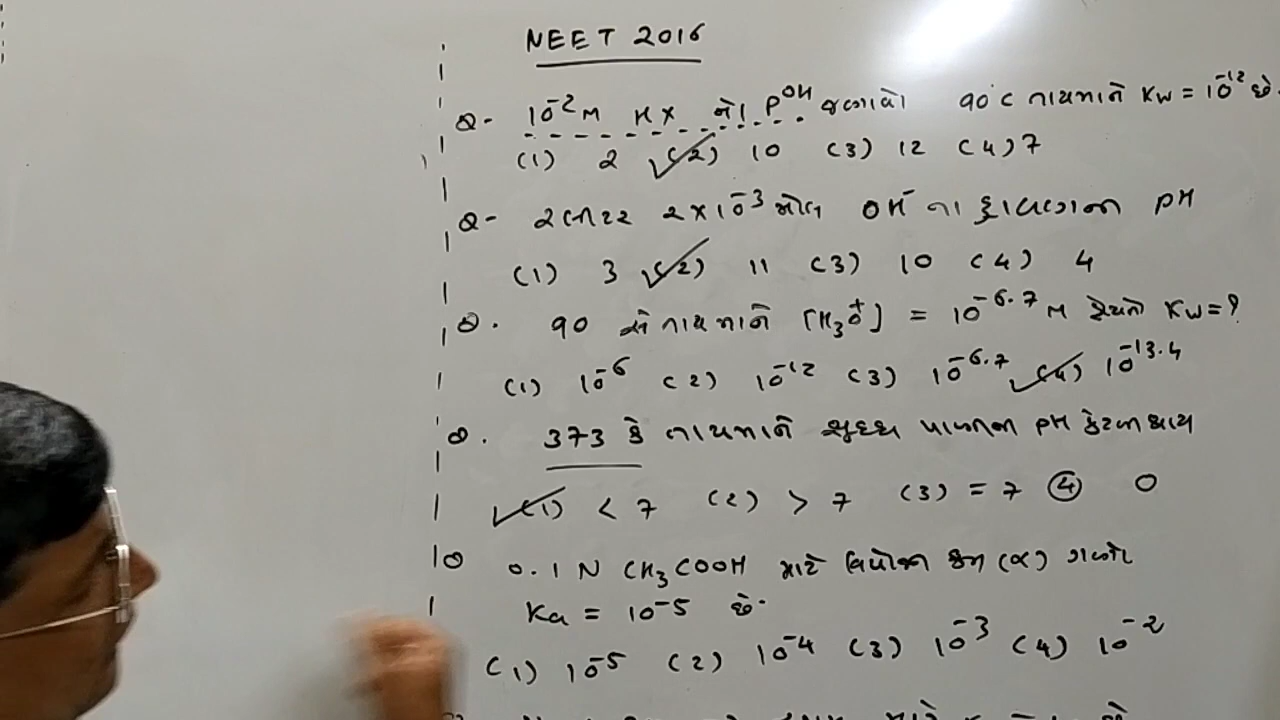 NEET 2016
Q- 10⁻² M HX નો P^OH જણાવો 90°C તાપમાને Kw = 10⁻¹² છે.
(1) 2 (2) 10 (3) 12 (4) 7
Q- 2 લીટર 2 × 10⁻³ મોલ OH⁻ ના દ્રાવણના pH
(1) 3 (2) 11 (3) 10 (4) 4
Q. 90 સે તાપમાને [H₃O⁺] = 10⁻⁶·⁷ M હોય તો Kw = ?
(1) 10⁻⁶ (2) 10⁻¹² (3) 10⁻⁶·⁷ (4) 10⁻¹³·⁴
Q. 373 કે તાપમાને શુદ્ધ પાણીના pH કેટલા થાય
(1) < 7 (2) > 7 (3) = 7 ④ 0
Q 0.1 N CH₃COOH માટે વિયોજન અંશ (α) ગણો
Ka = 10⁻⁵ છે.
(1) 10⁻⁵ (2) 10⁻⁴ (3) 10⁻³ (4) 10⁻²